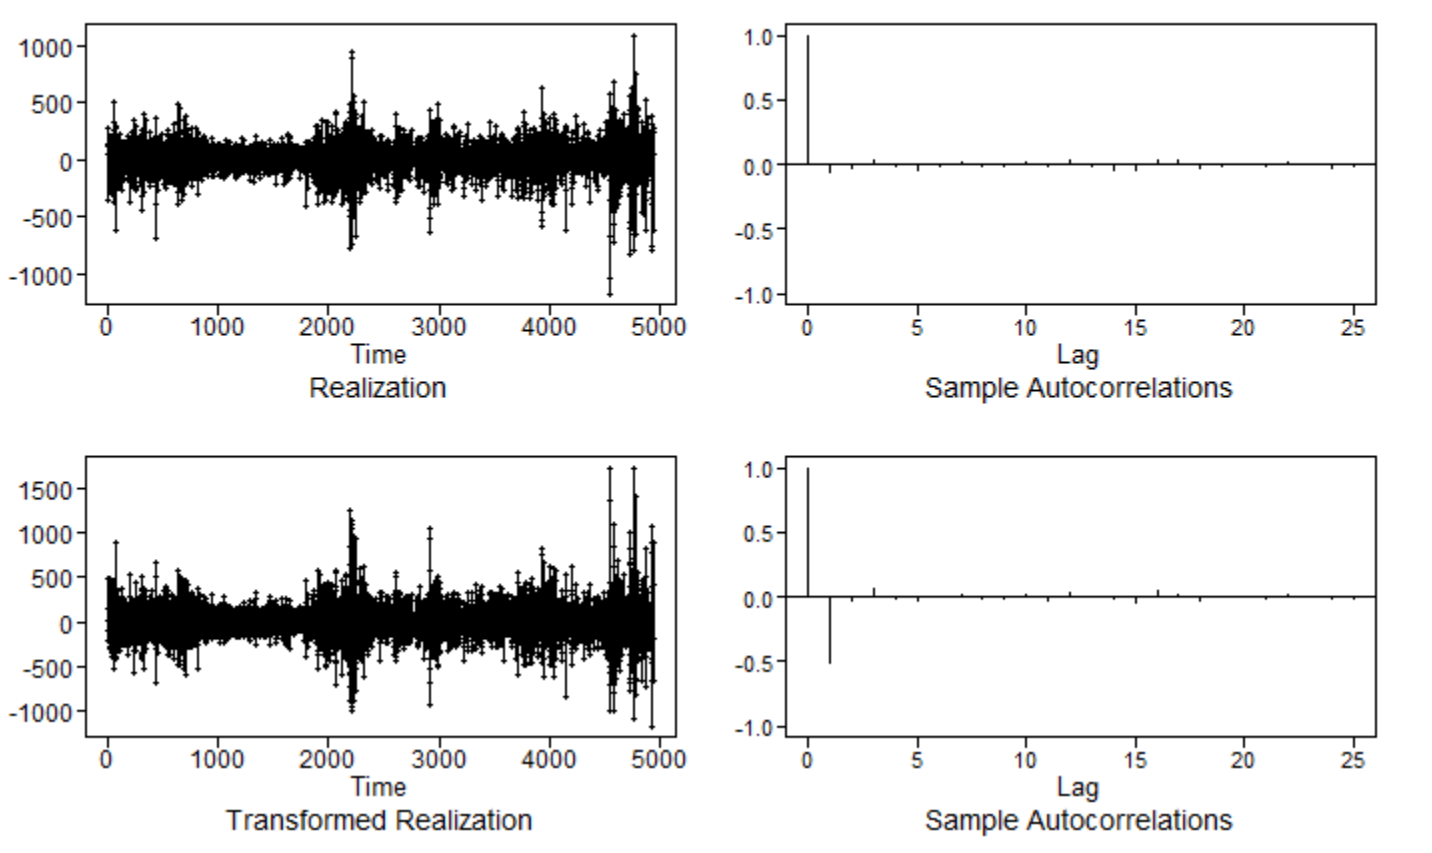 1000
500
0
-500
-1000
0 1000 2000 3000 4000 5000
Time
Realization
1.0
0.5
0.0
-0.5
-1.0
0 5 10 15 20 25
Lag
Sample Autocorrelations
1500
1000
500
0
-500
-1000
0 1000 2000 3000 4000 5000
Time
Transformed Realization
1.0
0.5
0.0
-0.5
-1.0
0 5 10 15 20 25
Lag
Sample Autocorrelations